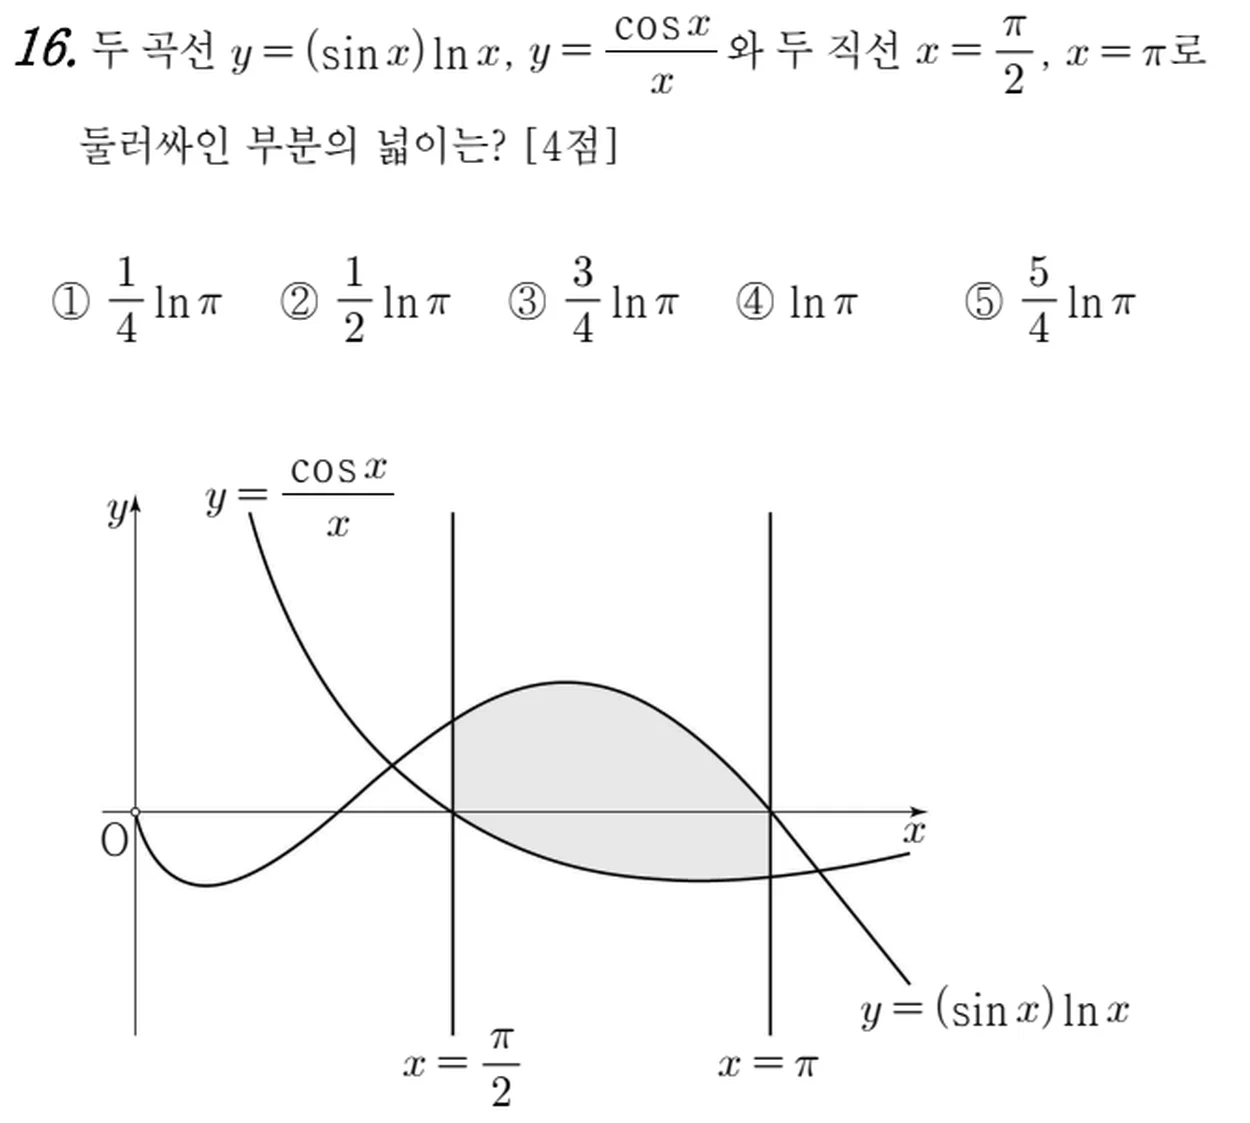 16. 두 곡선 y = (sin x) ln x, y = cos x / x 와 두 직선 x = π/2, x = π로
둘러싸인 부분의 넓이는? [4점]
① 1/4 ln π ② 1/2 ln π ③ 3/4 ln π ④ ln π ⑤ 5/4 ln π
y = cos x / x
y
O
x
y = (sin x) ln x
x = π/2
x = π